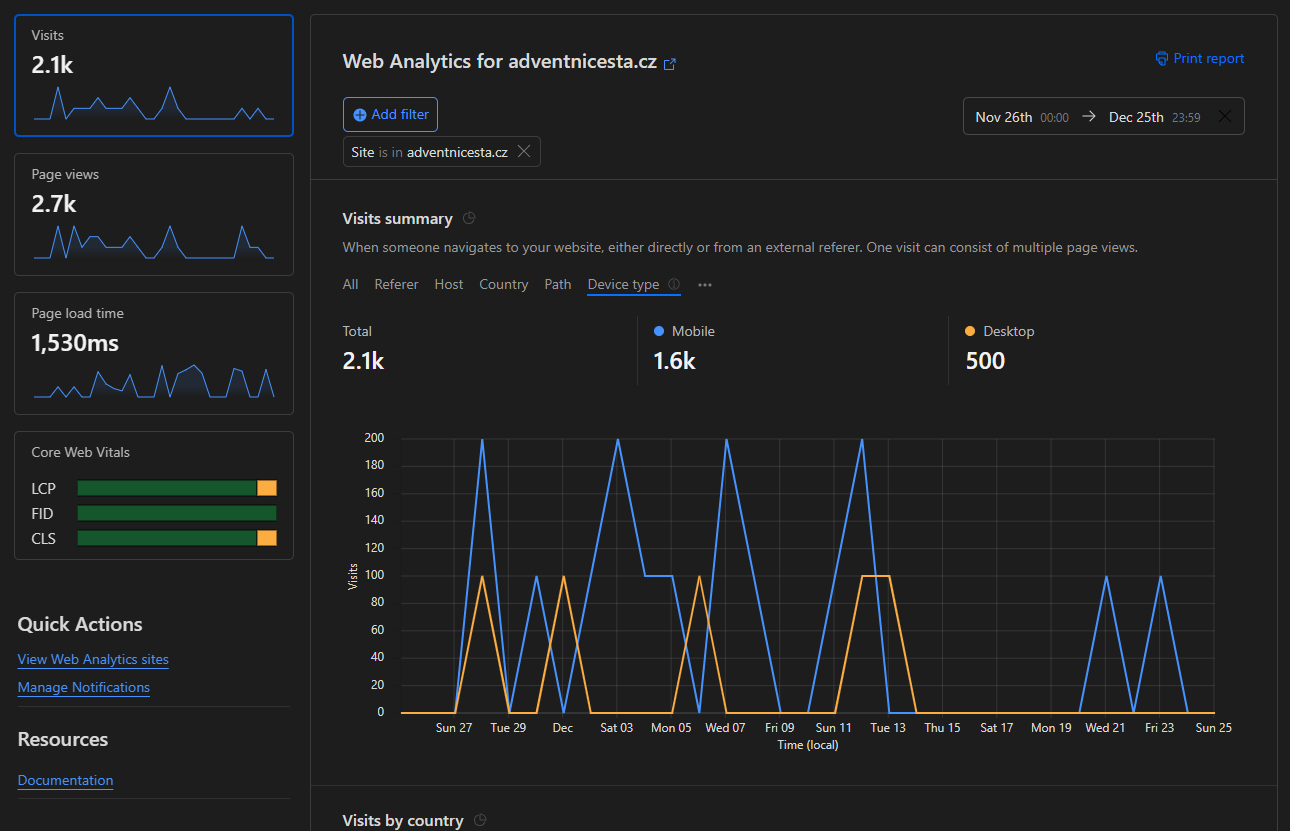 Visits
2.1k
Page views
2.7k
Page load time
1,530ms
Core Web Vitals
LCP
FID
CLS
Quick Actions
View Web Analytics sites
Manage Notifications
Resources
Documentation
Web Analytics for adventnicesta.cz
Print report
Add filter
Nov 26th 00:00 → Dec 25th 23:59
Site is in adventnicesta.cz
Visits summary
When someone navigates to your website, either directly or from an external referer. One visit can consist of multiple page views.
All Referer Host Country Path Device type
Total Mobile Desktop
2.1k 1.6k 500
200
180
160
140
120
100
80
60
40
20
0
Visits
Sun 27 Tue 29 Dec Sat 03 Mon 05 Wed 07 Fri 09 Sun 11 Tue 13 Thu 15 Sat 17 Mon 19 Wed 21 Fri 23 Sun 25
Time (local)
Visits by country